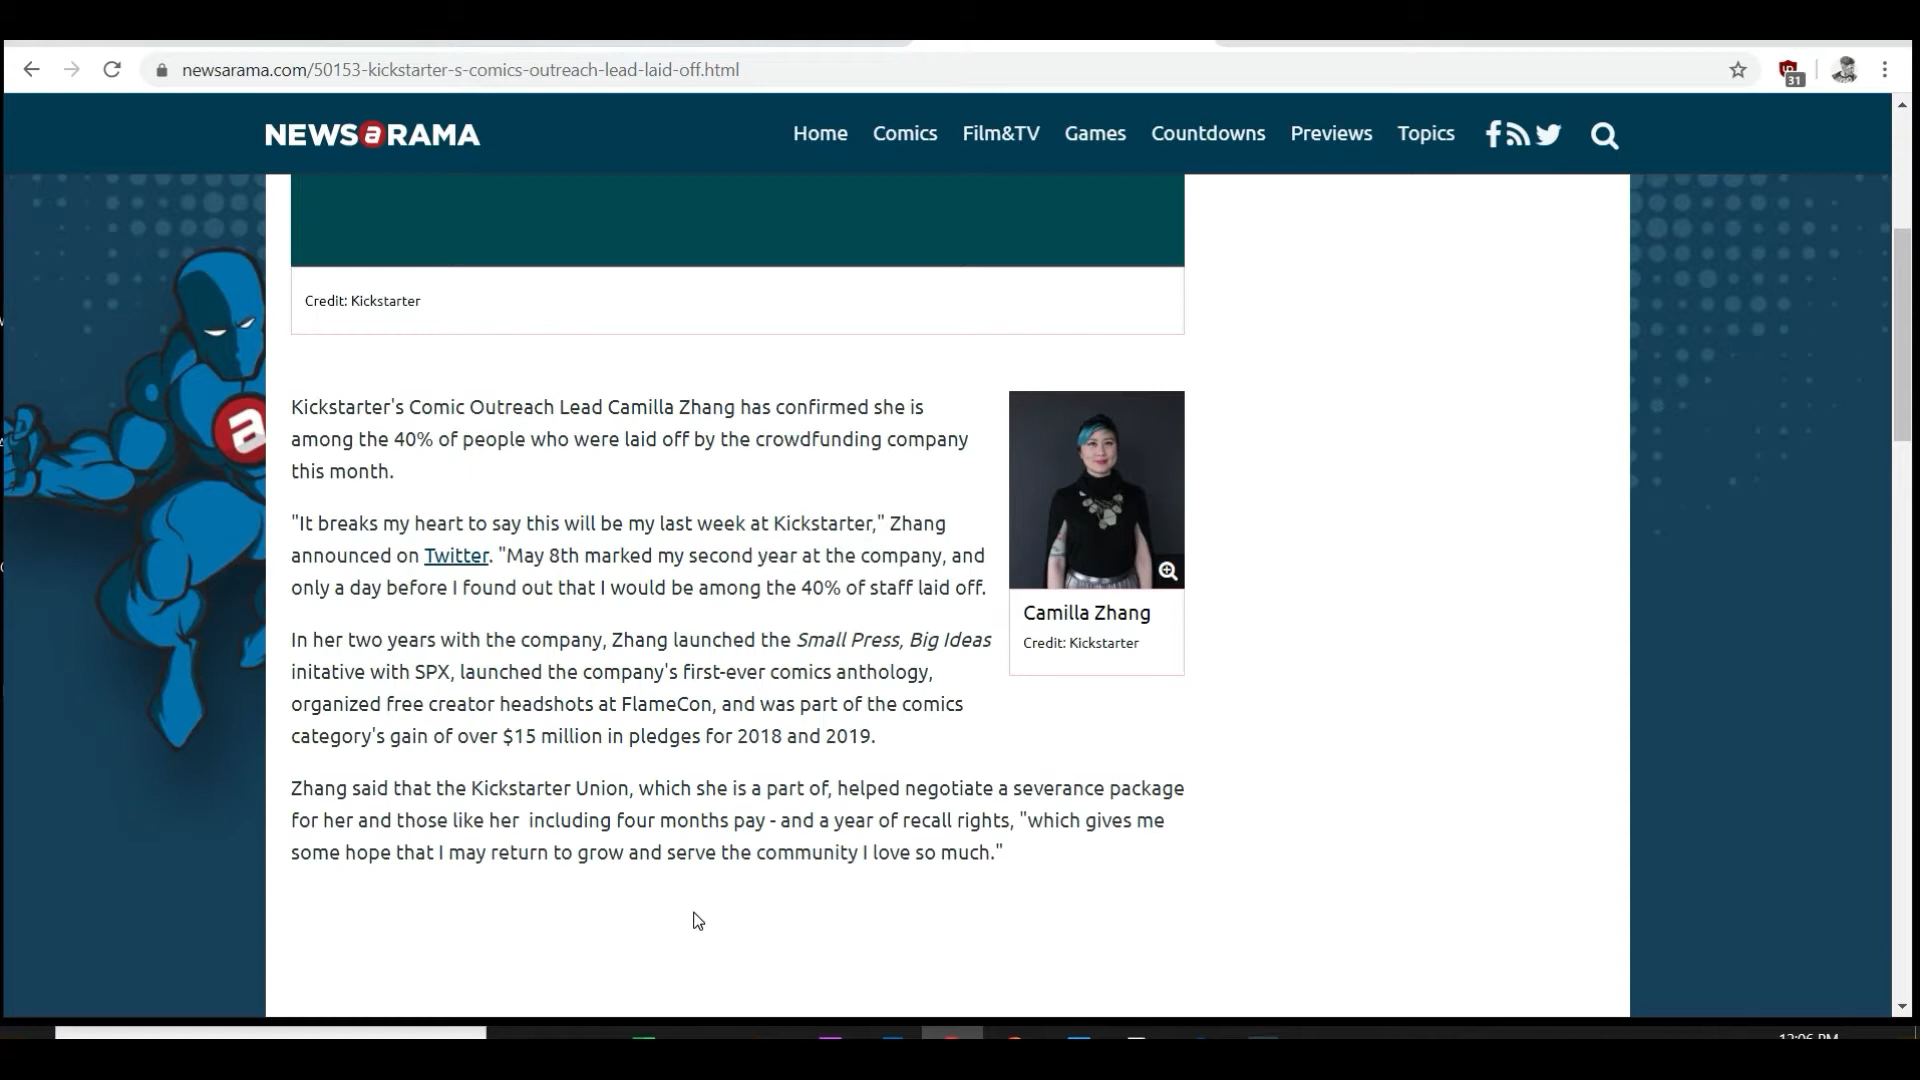 newsarama.com/50153-kickstarter-s-comics-outreach-lead-laid-off.html
31
NEWSaRAMA
Home Comics Film&TV Games Countdowns Previews Topics
a
Credit: Kickstarter
Kickstarter's Comic Outreach Lead Camilla Zhang has confirmed she is
among the 40% of people who were laid off by the crowdfunding company
this month.
"It breaks my heart to say this will be my last week at Kickstarter," Zhang
announced on Twitter. "May 8th marked my second year at the company, and
only a day before I found out that I would be among the 40% of staff laid off.
Camilla Zhang
Credit: Kickstarter
In her two years with the company, Zhang launched the Small Press, Big Ideas
initative with SPX, launched the company's first-ever comics anthology,
organized free creator headshots at FlameCon, and was part of the comics
category's gain of over $15 million in pledges for 2018 and 2019.
Zhang said that the Kickstarter Union, which she is a part of, helped negotiate a severance package
for her and those like her  including four months pay - and a year of recall rights, "which gives me
some hope that I may return to grow and serve the community I love so much."
12:06 PM